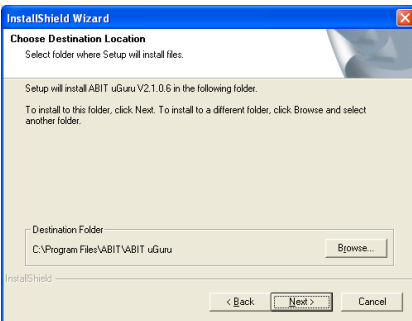 InstallShield Wizard
Choose Destination Location
Select folder where Setup will install files.
Setup will install ABIT uGuru V2.1.0.6 in the following folder.
To install to this folder, click Next. To install to a different folder, click Browse and select
another folder.
Destination Folder
C:\Program Files\ABIT\ABIT uGuru
Browse...
InstallShield
< Back
Next >
Cancel